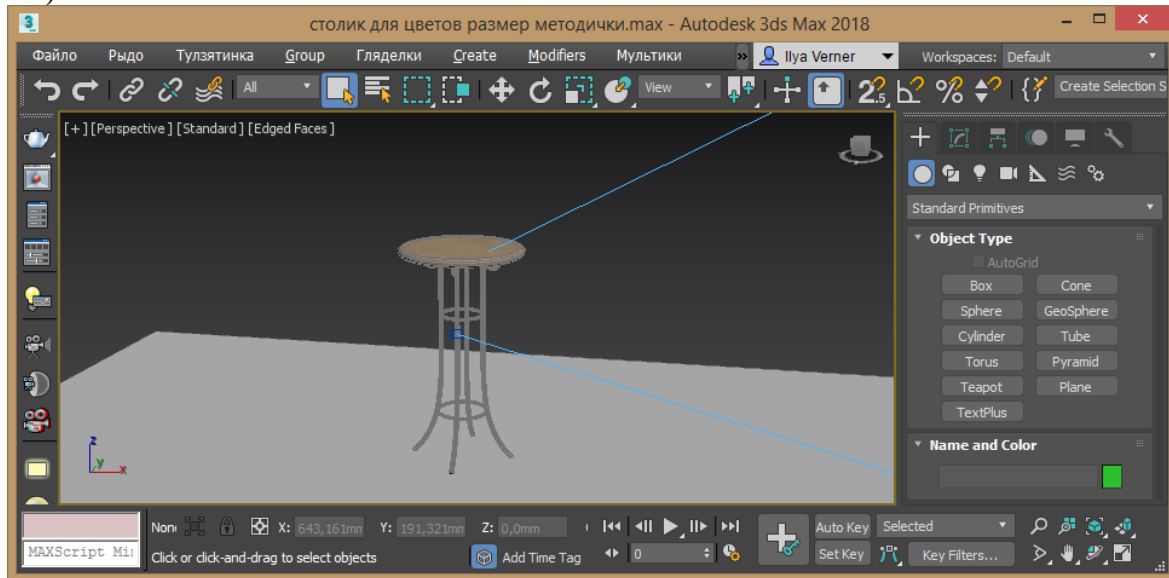 столик для цветов размер методички.max - Autodesk 3ds Max 2018
Файло Рыдо Тулзятинка Group Гляделки Create Modifiers Мультики » Ilya Verner Workspaces: Default
All View 2.5 Create Selection S
[+] [Perspective] [Standard] [Edged Faces]
Standard Primitives
Object Type
AutoGrid
Box Cone
Sphere GeoSphere
Cylinder Tube
Torus Pyramid
Teapot Plane
TextPlus
Name and Color
z
y x
Non X: 643,161mm Y: 191,321mm Z: 0,0mm Auto Key Selected
MAXScript Mi Click or click-and-drag to select objects Add Time Tag 0 Set Key Key Filters...